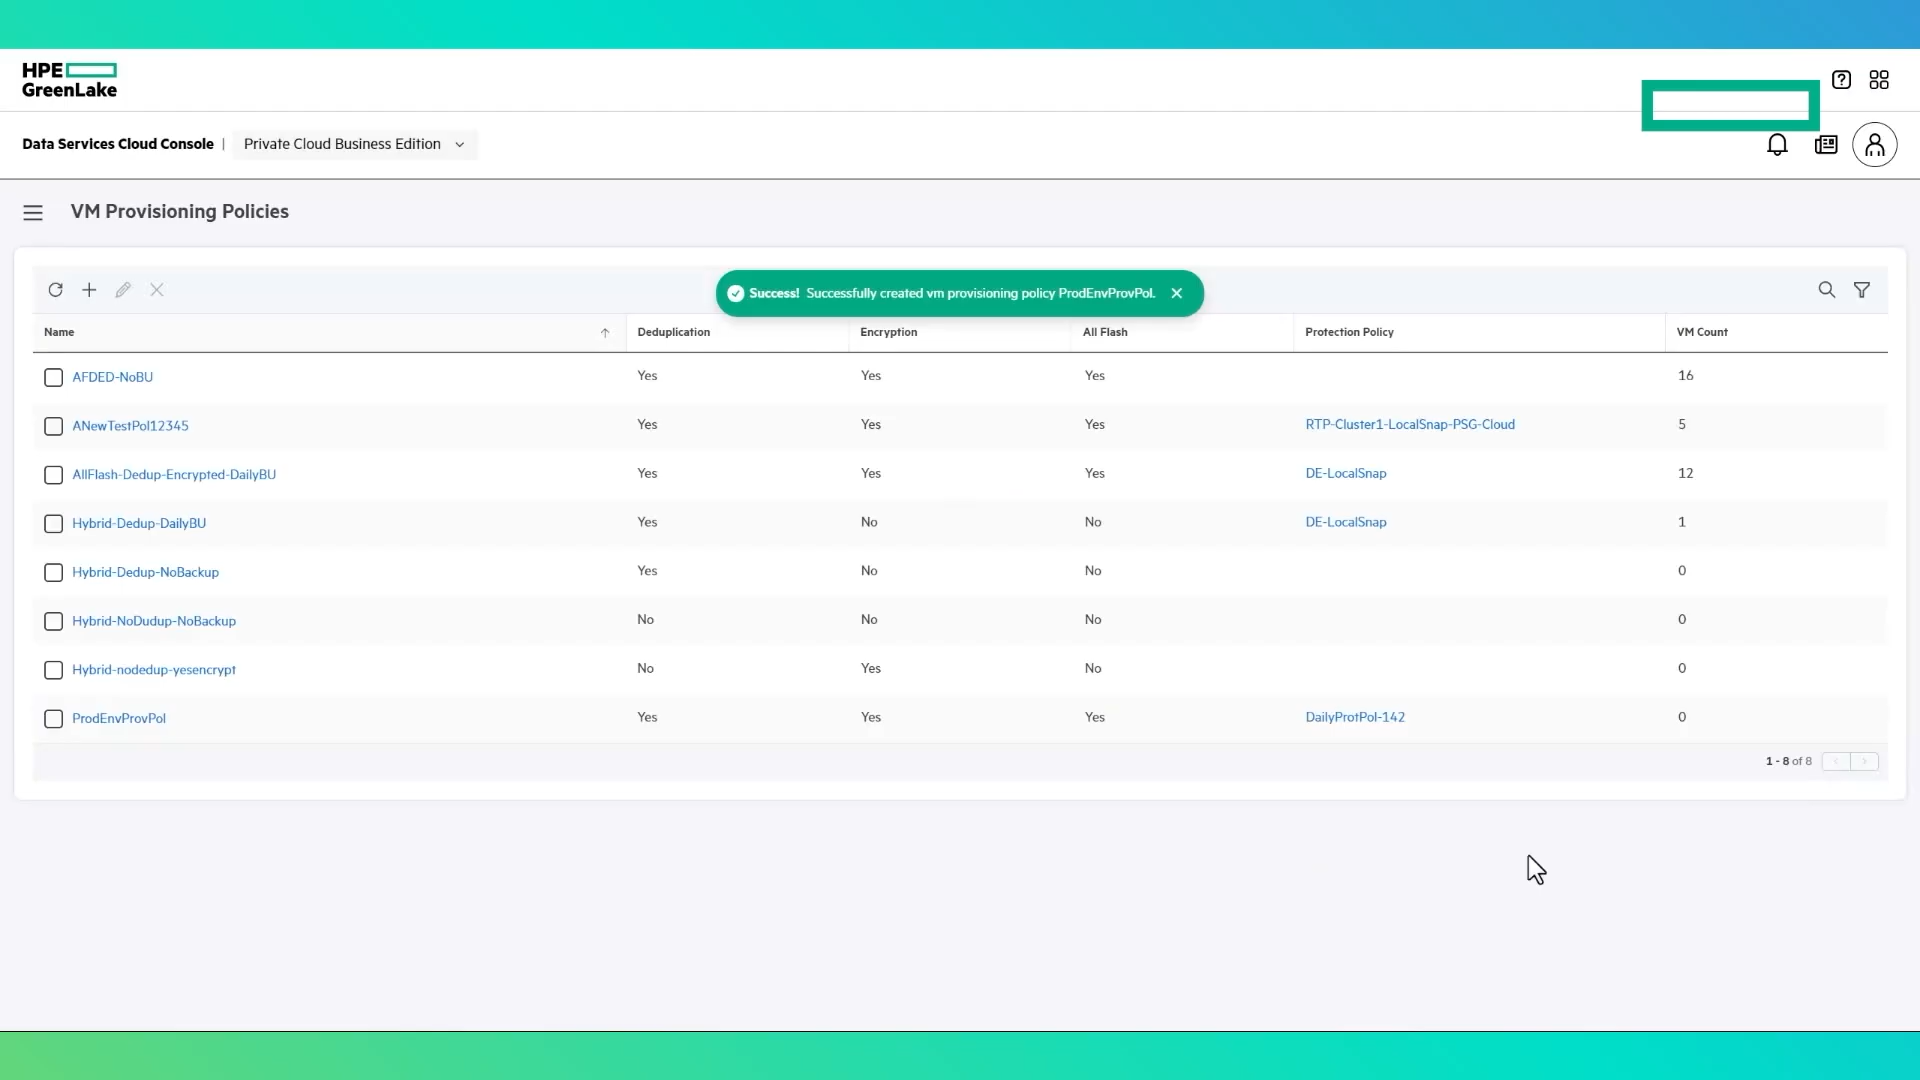 HPE
GreenLake
Data Services Cloud Console | Private Cloud Business Edition
VM Provisioning Policies
Success! Successfully created vm provisioning policy ProdEnvProvPol.
Name Deduplication Encryption All Flash Protection Policy VM Count
AFDED-NoBU Yes Yes Yes 16
ANewTestPol12345 Yes Yes Yes RTP-Cluster1-LocalSnap-PSG-Cloud 5
AllFlash-Dedup-Encrypted-DailyBU Yes Yes Yes DE-LocalSnap 12
Hybrid-Dedup-DailyBU Yes No No DE-LocalSnap 1
Hybrid-Dedup-NoBackup Yes No No 0
Hybrid-NoDudup-NoBackup No No No 0
Hybrid-nodedup-yesencrypt No Yes No 0
ProdEnvProvPol Yes Yes Yes DailyProtPol-142 0
1 - 8 of 8